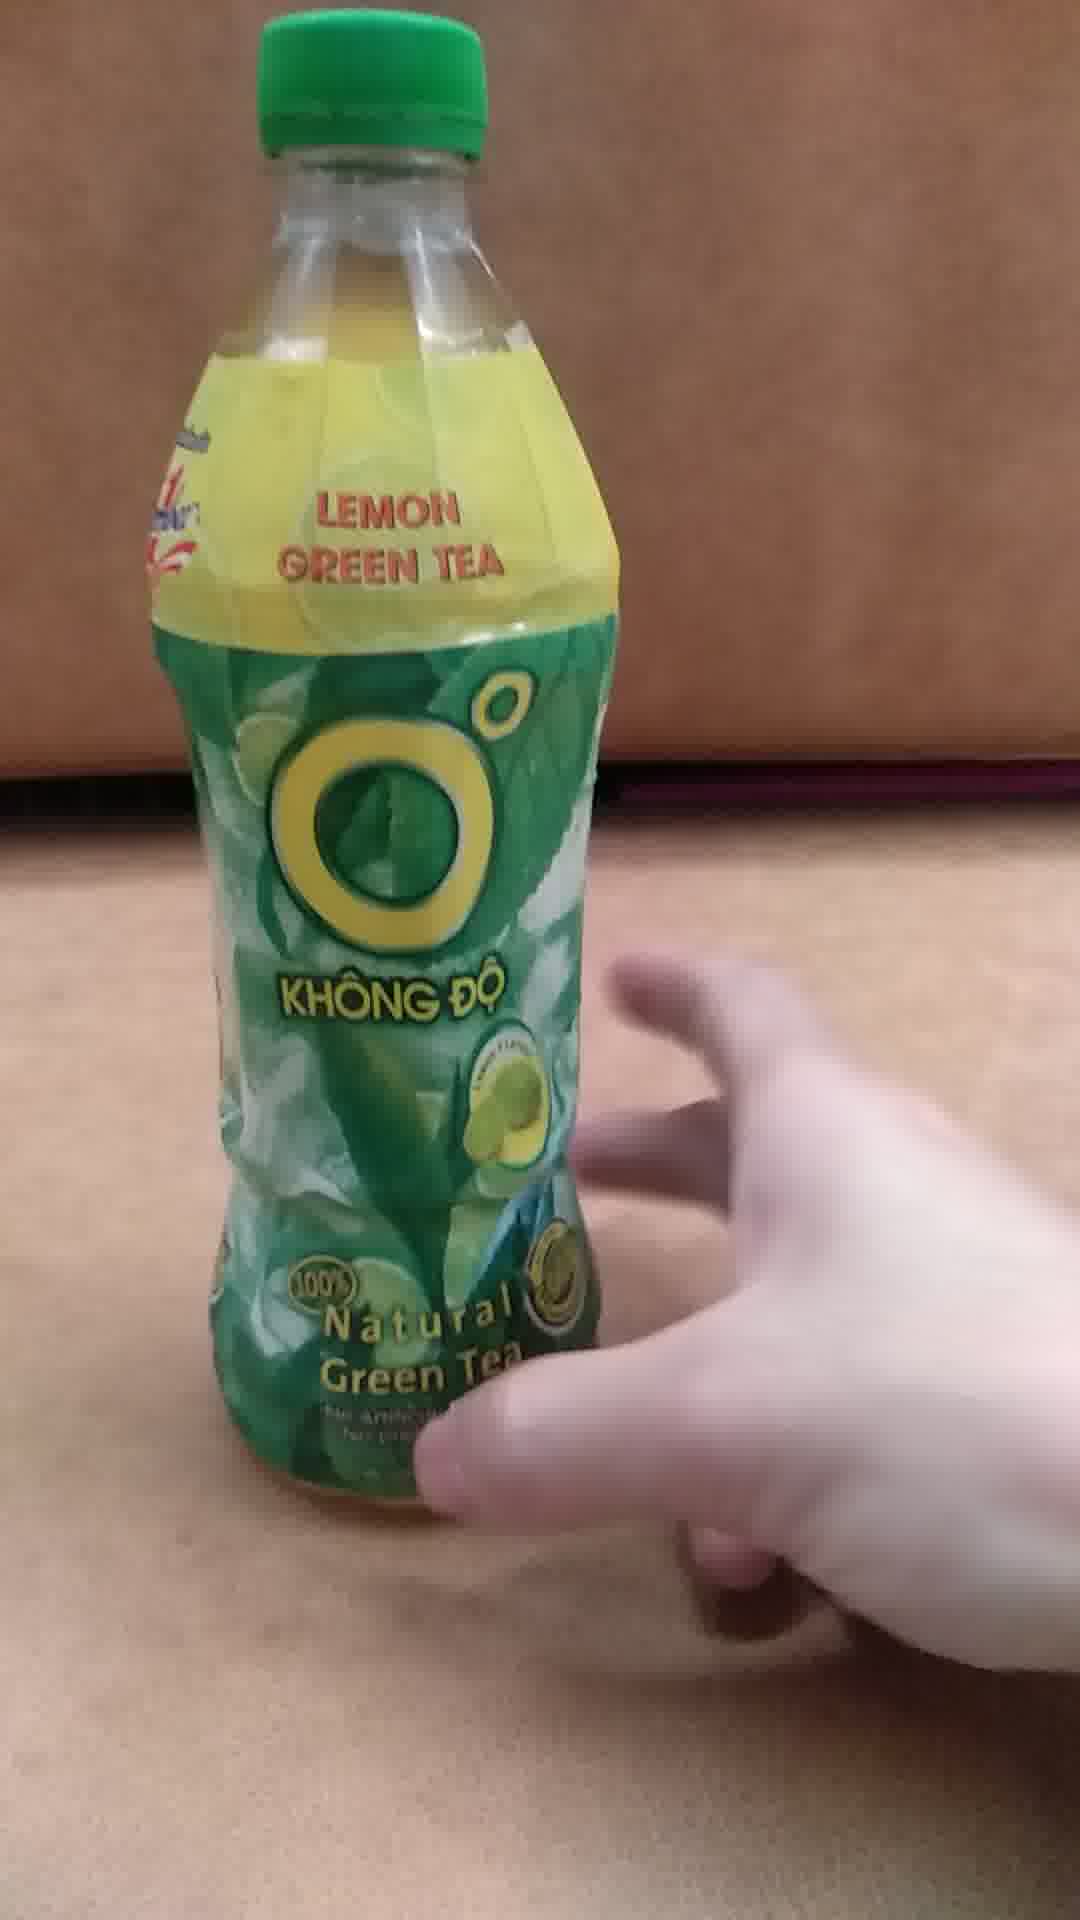 LEMON
GREEN TEA
O°
KHÔNG ĐỘ
100%
Natural
Green Tea